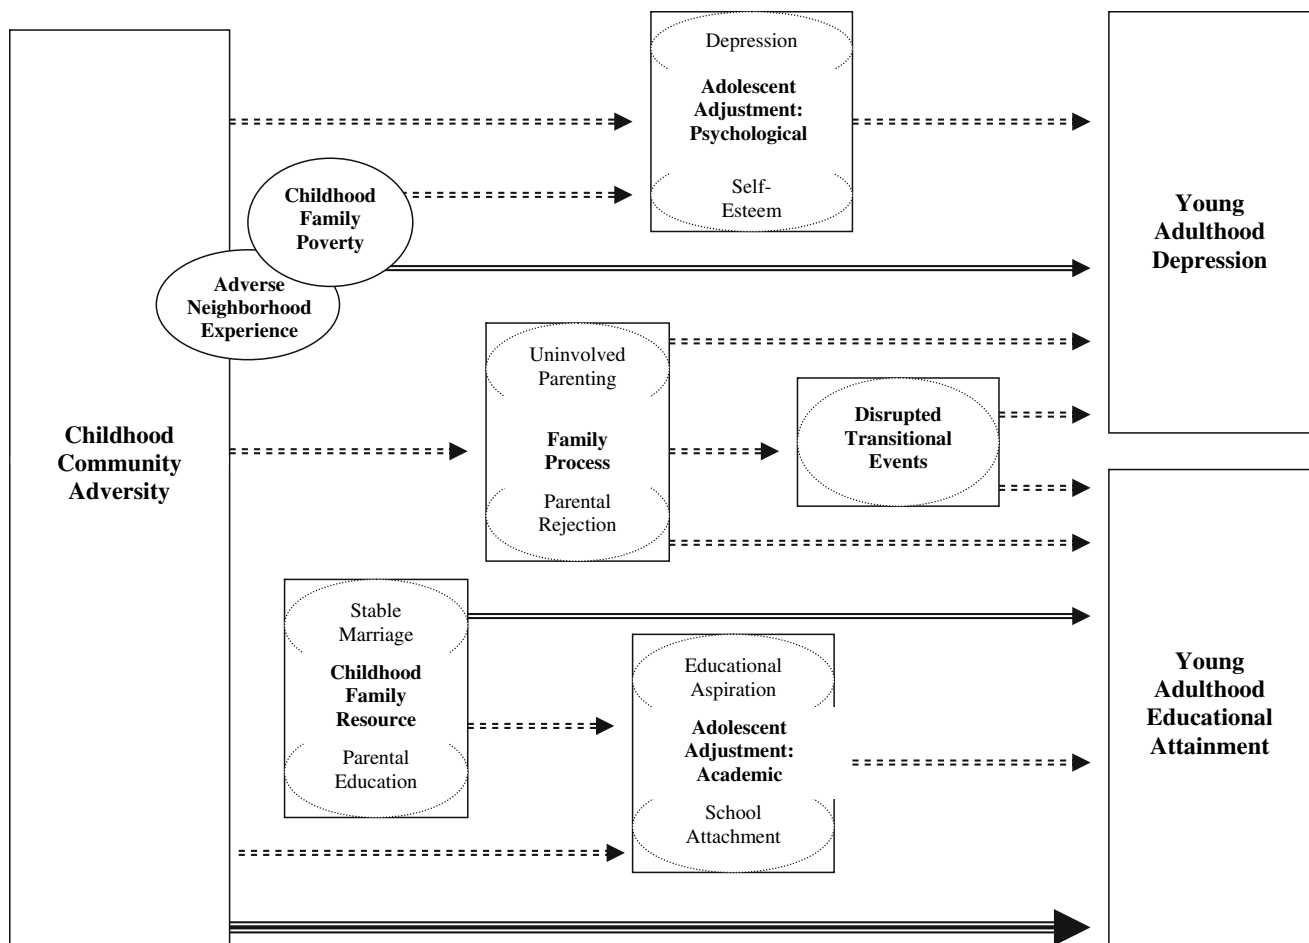 Depression
Adolescent
Adjustment:
Psychological
Self-
Esteem
Childhood
Family
Poverty
Adverse
Neighborhood
Experience
Young
Adulthood
Depression
Uninvolved
Parenting
Family
Process
Parental
Rejection
Disrupted
Transitional
Events
Childhood
Community
Adversity
Stable
Marriage
Childhood
Family
Resource
Parental
Education
Educational
Aspiration
Adolescent
Adjustment:
Academic
School
Attachment
Young
Adulthood
Educational
Attainment